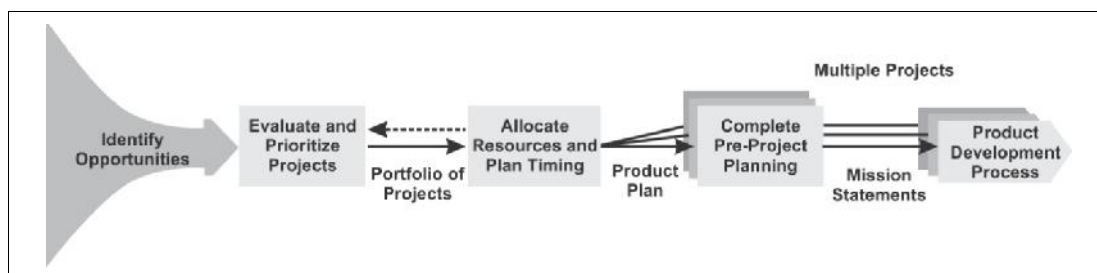 Identify
Opportunities
Evaluate and
Prioritize
Projects
Portfolio of
Projects
Allocate
Resources and
Plan Timing
Product
Plan
Multiple Projects
Complete
Pre-Project
Planning
Mission
Statements
Product
Development
Process